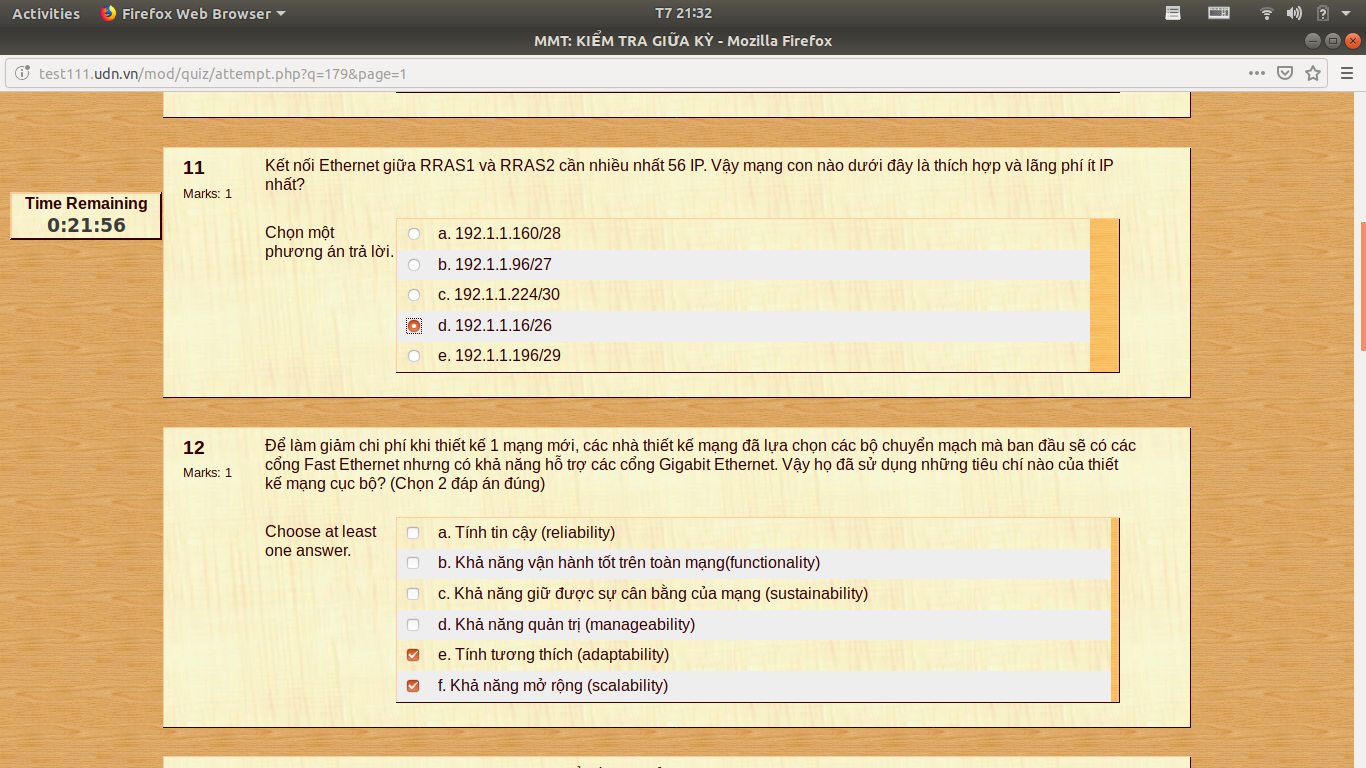 Activities Firefox Web Browser T7 21:32
MMT: KIỂM TRA GIỮA KỲ - Mozilla Firefox
test111.udn.vn/mod/quiz/attempt.php?q=179&page=1
Time Remaining
0:21:56
11
Marks: 1
Kết nối Ethernet giữa RRAS1 và RRAS2 cần nhiều nhất 56 IP. Vậy mạng con nào dưới đây là thích hợp và lãng phí ít IP
nhất?
Chọn một
phương án trả lời.
a. 192.1.1.160/28
b. 192.1.1.96/27
c. 192.1.1.224/30
d. 192.1.1.16/26
e. 192.1.1.196/29
12
Marks: 1
Để làm giảm chi phí khi thiết kế 1 mạng mới, các nhà thiết kế mạng đã lựa chọn các bộ chuyển mạch mà ban đầu sẽ có các
cổng Fast Ethernet nhưng có khả năng hỗ trợ các cổng Gigabit Ethernet. Vậy họ đã sử dụng những tiêu chí nào của thiết
kế mạng cục bộ? (Chọn 2 đáp án đúng)
Choose at least
one answer.
a. Tính tin cậy (reliability)
b. Khả năng vận hành tốt trên toàn mạng(functionality)
c. Khả năng giữ được sự cân bằng của mạng (sustainability)
d. Khả năng quản trị (manageability)
e. Tính tương thích (adaptability)
f. Khả năng mở rộng (scalability)